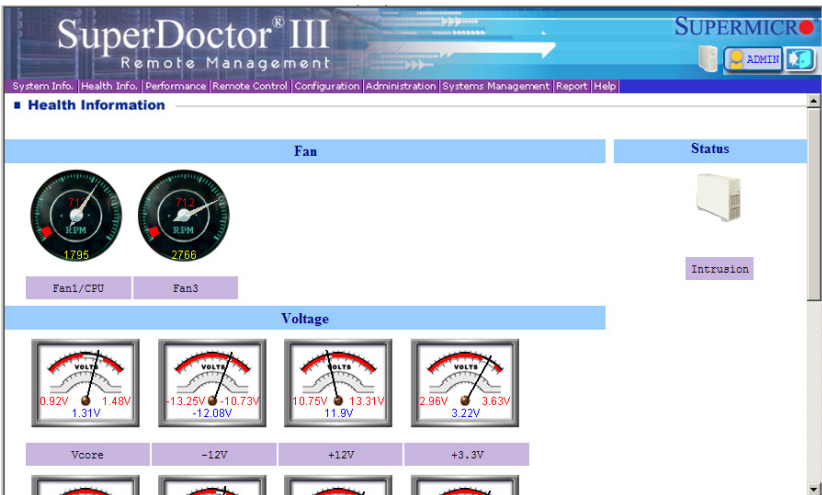 SuperDoctor® III
SUPERMICRO
Remote Management
ADMIN
System Info. Health Info. Performance Remote Control Configuration Administration Systems Management Report Help
Health Information
Fan
Status
712 712
RPM RPM
1795 2766
Intrusion
Fan1/CPU Fan3
Voltage
VOLTS VOLTS VOLTS VOLTS
0.92V 1.48V -13.25V -10.73V 10.75V 13.31V 2.96V 3.63V
1.31V -12.08V 11.9V 3.22V
Vcore -12V +12V +3.3V